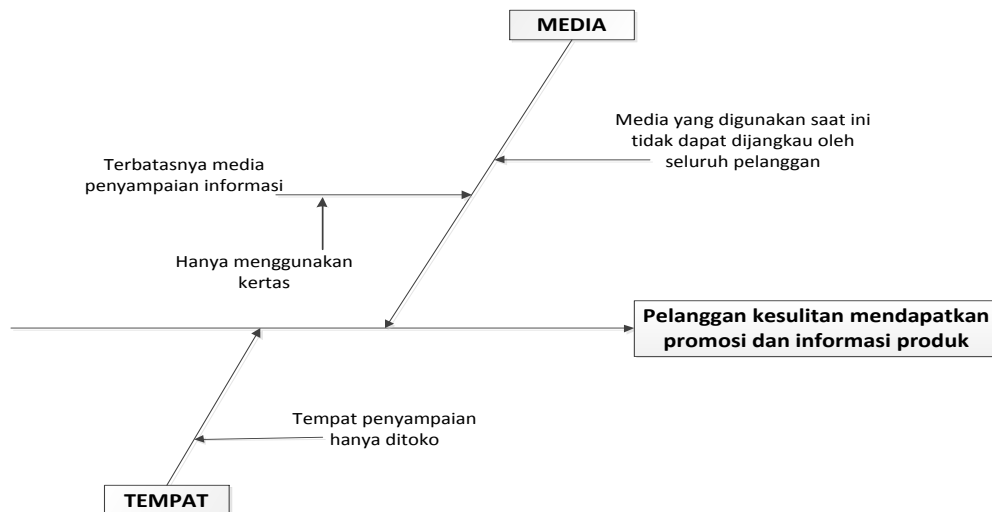 MEDIA
Media yang digunakan saat ini
tidak dapat dijangkau oleh
seluruh pelanggan
Terbatasnya media
penyampaian informasi
Hanya menggunakan
kertas
Pelanggan kesulitan mendapatkan
promosi dan informasi produk
Tempat penyampaian
hanya ditoko
TEMPAT